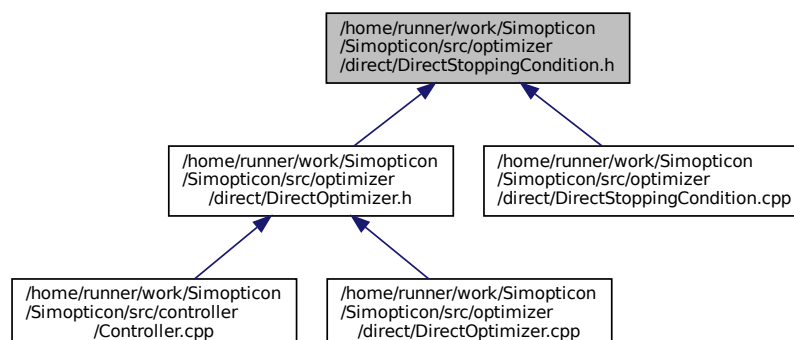 /home/runner/work/Simopticon
/Simopticon/src/optimizer
/direct/DirectStoppingCondition.h
/home/runner/work/Simopticon
/Simopticon/src/optimizer
/direct/DirectOptimizer.h
/home/runner/work/Simopticon
/Simopticon/src/optimizer
/direct/DirectStoppingCondition.cpp
/home/runner/work/Simopticon
/Simopticon/src/controller
/Controller.cpp
/home/runner/work/Simopticon
/Simopticon/src/optimizer
/direct/DirectOptimizer.cpp